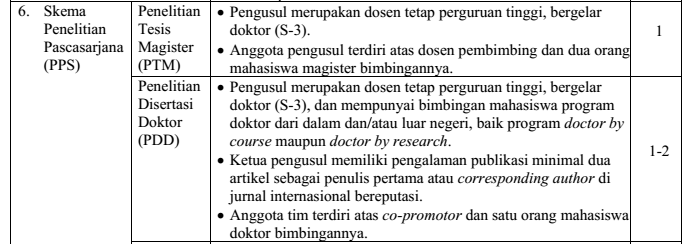 6. Skema Penelitian Pascasarjana (PPS)
Penelitian Tesis Magister (PTM)
• Pengusul merupakan dosen tetap perguruan tinggi, bergelar
doktor (S-3).
• Anggota pengusul terdiri atas dosen pembimbing dan dua orang
mahasiswa magister bimbingannya.
1
Penelitian Disertasi Doktor (PDD)
• Pengusul merupakan dosen tetap perguruan tinggi, bergelar
doktor (S-3), dan mempunyai bimbingan mahasiswa program
doktor dari dalam dan/atau luar negeri, baik program doctor by
course maupun doctor by research.
• Ketua pengusul memiliki pengalaman publikasi minimal dua
artikel sebagai penulis pertama atau corresponding author di
jurnal internasional bereputasi.
• Anggota tim terdiri atas co-promotor dan satu orang mahasiswa
doktor bimbingannya.
1-2